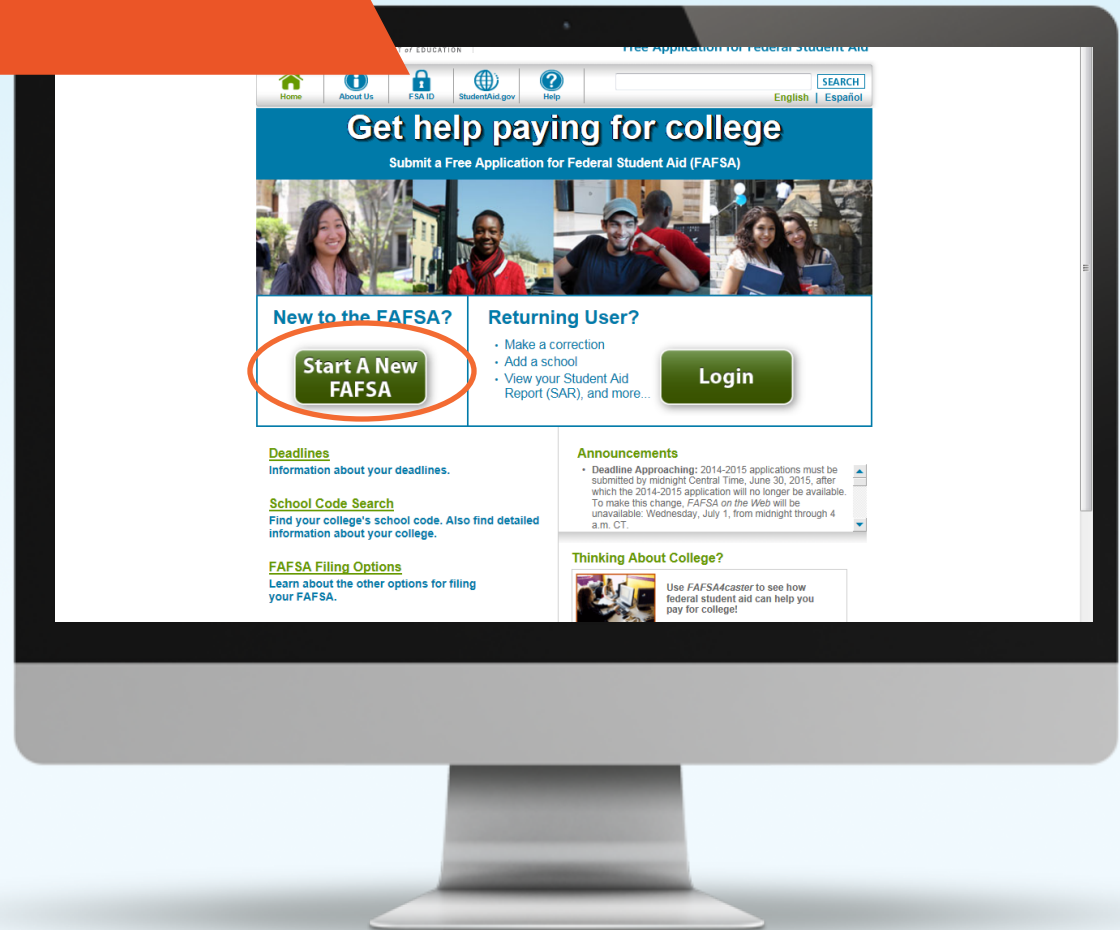 of EDUCATION
Free Application for Federal Student Aid
Home
About Us
FSA ID
StudentAid.gov
Help
SEARCH
English | Español
Get help paying for college
Submit a Free Application for Federal Student Aid (FAFSA)
New to the FAFSA?
Start A New
FAFSA
Returning User?
• Make a correction
• Add a school
• View your Student Aid
Report (SAR), and more...
Login
Deadlines
Information about your deadlines.
School Code Search
Find your college's school code. Also find detailed
information about your college.
FAFSA Filing Options
Learn about the other options for filing
your FAFSA.
Announcements
• Deadline Approaching: 2014-2015 applications must be
submitted by midnight Central Time, June 30, 2015, after
which the 2014-2015 application will no longer be available.
To make this change, FAFSA on the Web will be
unavailable: Wednesday, July 1, from midnight through 4
a.m. CT.
Thinking About College?
Use FAFSA4caster to see how
federal student aid can help you
pay for college!